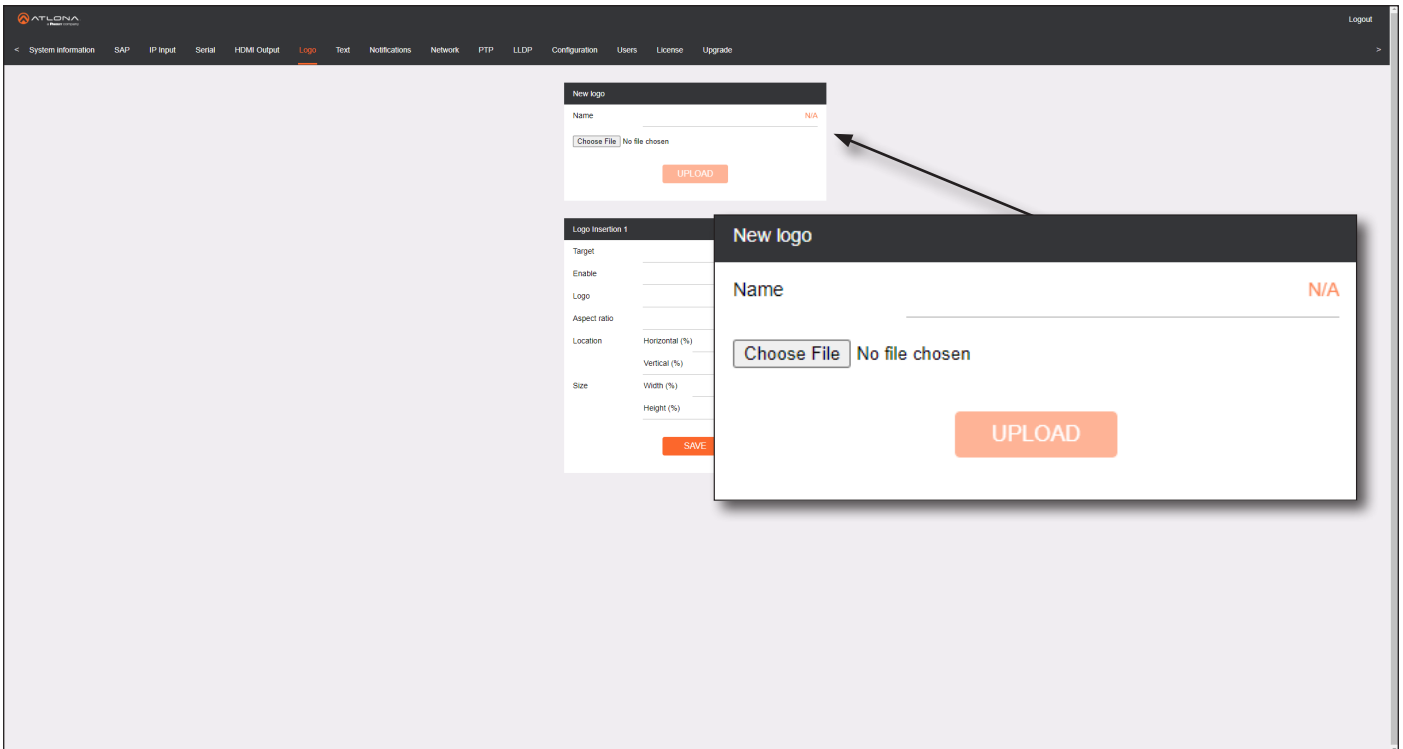 ATLONA
Logout
< System information SAP IP Input Serial HDMI Output Logo Text Notifications Network PTP LLDP Configuration Users License Upgrade >
New logo
Name N/A
Choose File No file chosen
UPLOAD
Logo Insertion 1
Target
Enable
Logo
Aspect ratio
Location Horizontal (%)
Vertical (%)
Size Width (%)
Height (%)
SAVE
New logo
Name N/A
Choose File No file chosen
UPLOAD